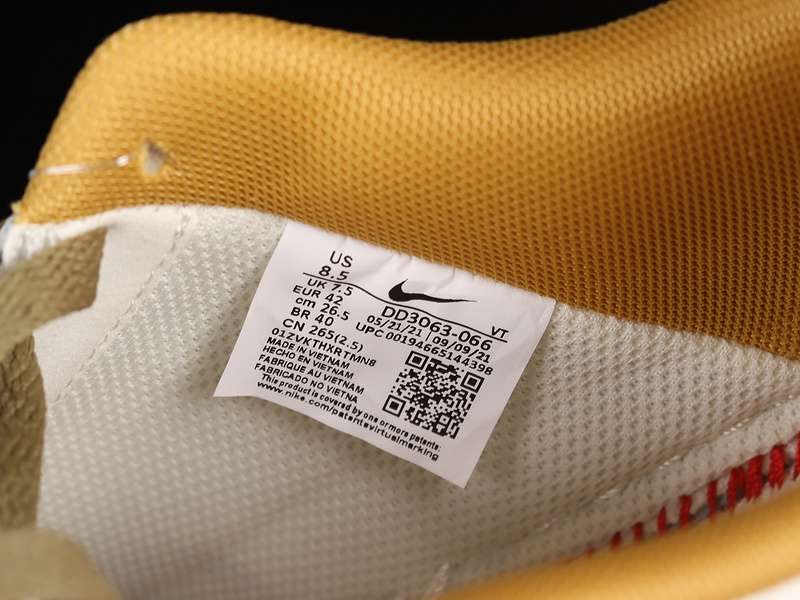 US
8.5
UK 7.5
EUR 42
cm 26.5
BR 40
CN 265(2.5)
DD3063-066 VT
05/21/21 | 09/09/21
UPC 00194665144398
01ZVKTHXRTMN8
MADE IN VIETNAM
HECHO EN VIETNAM
FABRIQUE AU VIETNAM
FABRICADO NO VIETNA
This product is covered by one or more patents:
www.nike.com/patentsvirtualmarking